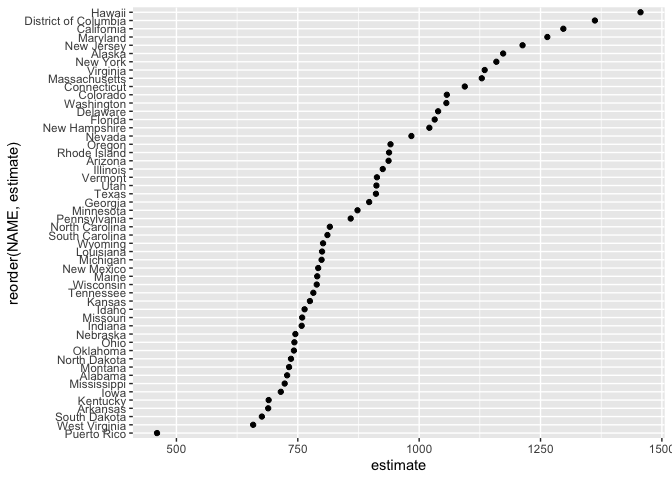 Hawaii
District of Columbia
California
Maryland
New Jersey
Alaska
New York
Virginia
Massachusetts
Connecticut
Colorado
Washington
Delaware
Florida
New Hampshire
Nevada
Oregon
Rhode Island
Arizona
Illinois
Vermont
Utah
Texas
Georgia
Minnesota
Pennsylvania
North Carolina
South Carolina
Wyoming
Louisiana
Michigan
New Mexico
Maine
Wisconsin
Tennessee
Kansas
Idaho
Missouri
Indiana
Nebraska
Ohio
Oklahoma
North Dakota
Montana
Alabama
Mississippi
Iowa
Kentucky
Arkansas
South Dakota
West Virginia
Puerto Rico
reorder(NAME, estimate)
500 750 1000 1250 1500
estimate